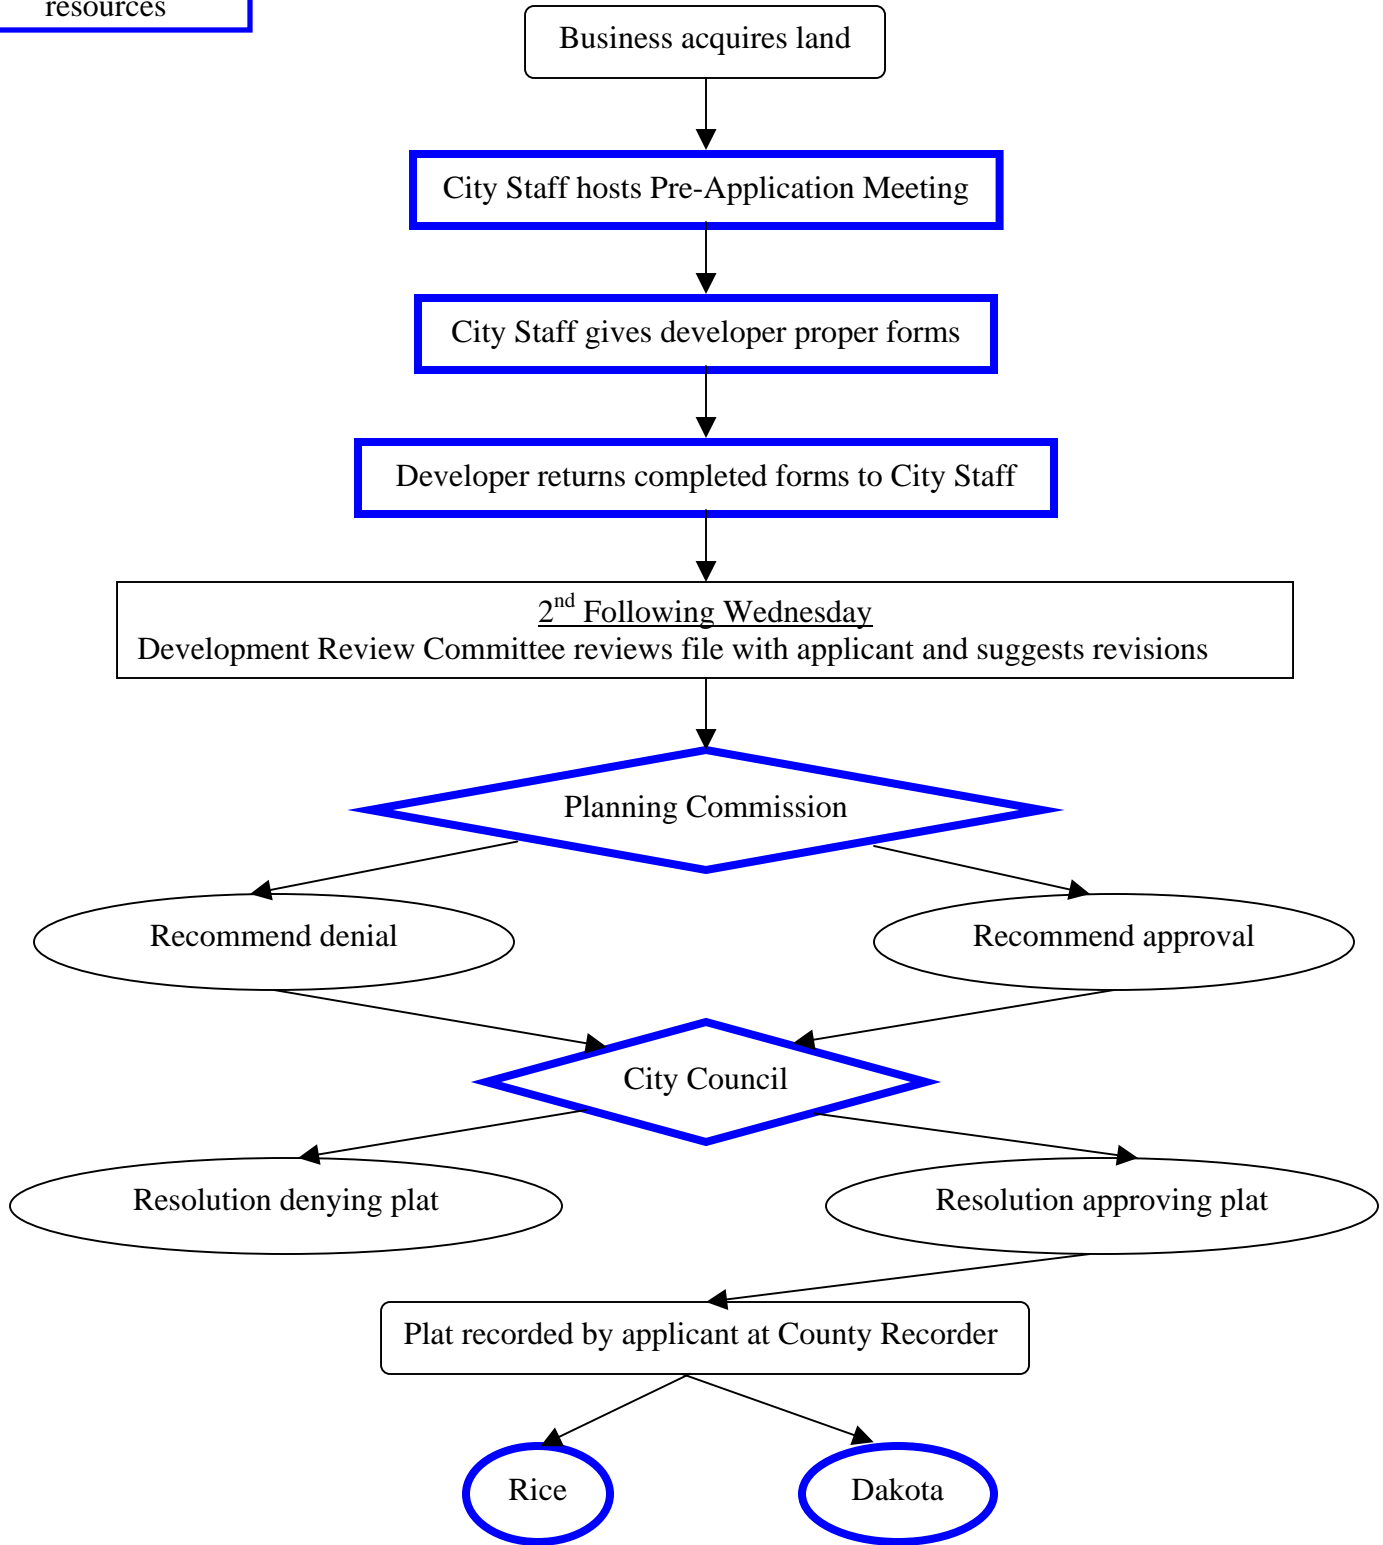 resources
Business acquires land
City Staff hosts Pre-Application Meeting
City Staff gives developer proper forms
Developer returns completed forms to City Staff
2nd Following Wednesday
Development Review Committee reviews file with applicant and suggests revisions
Planning Commission
Recommend denial
Recommend approval
City Council
Resolution denying plat
Resolution approving plat
Plat recorded by applicant at County Recorder
Rice
Dakota